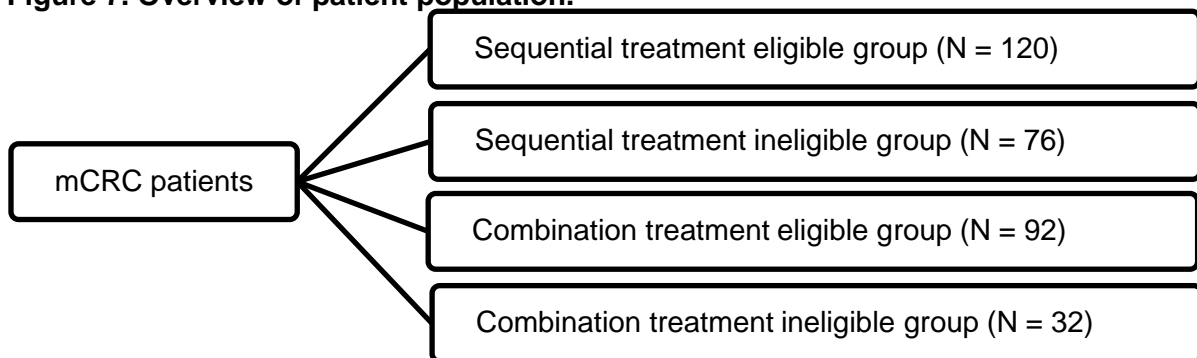 Figure 7. Overview of patient population.
Sequential treatment eligible group (N = 120)
Sequential treatment ineligible group (N = 76)
mCRC patients
Combination treatment eligible group (N = 92)
Combination treatment ineligible group (N = 32)